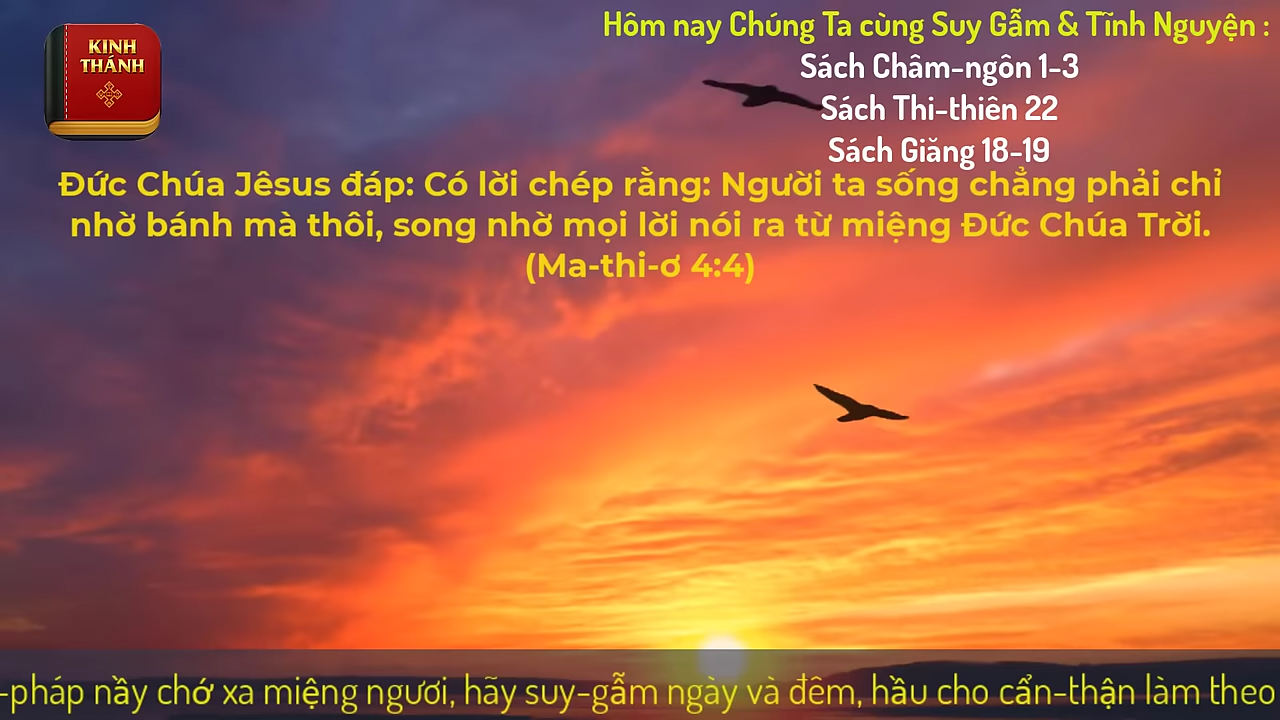 KINH
THÁNH
Hôm nay Chúng Ta cùng Suy Gẫm & Tĩnh Nguyện :
Sách Châm-ngôn 1-3
Sách Thi-thiên 22
Sách Giăng 18-19
Đức Chúa Jêsus đáp: Có lời chép rằng: Người ta sống chẳng phải chỉ
nhờ bánh mà thôi, song nhờ mọi lời nói ra từ miệng Đức Chúa Trời.
(Ma-thi-ơ 4:4)
-pháp nầy chớ xa miệng ngươi, hãy suy-gẫm ngày và đêm, hầu cho cẩn-thận làm theo